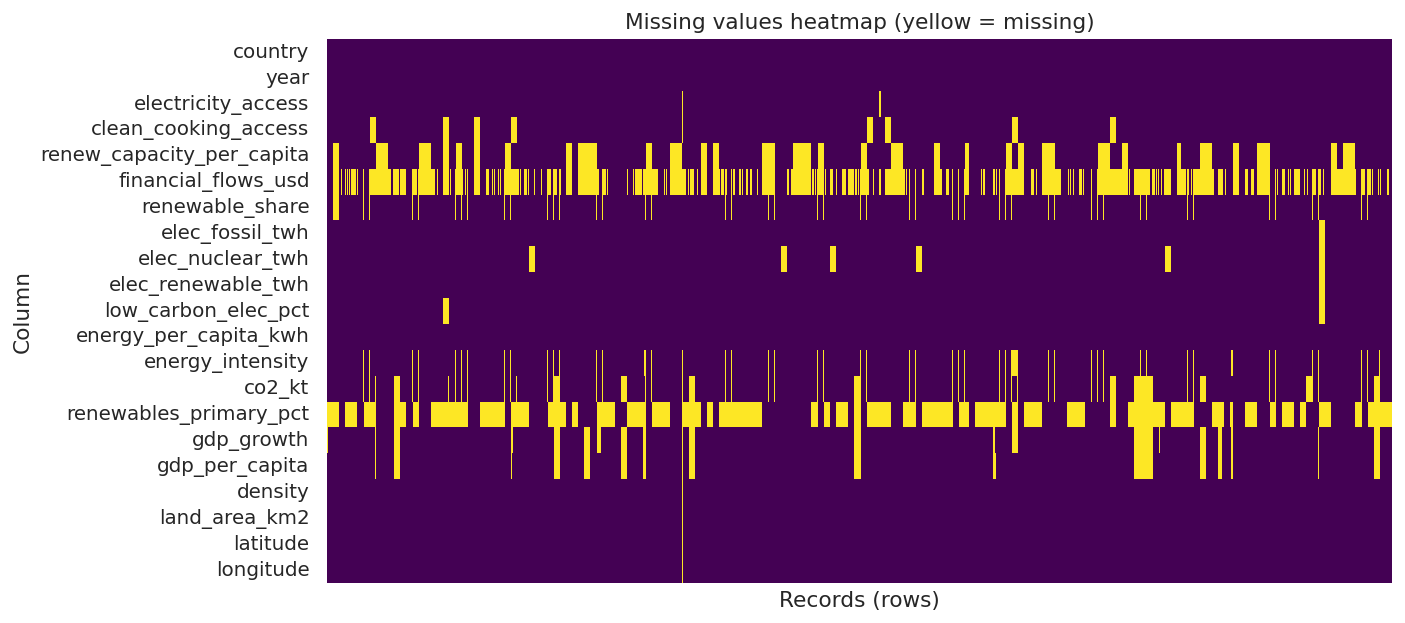 Missing values heatmap (yellow = missing)
country
year
electricity_access
clean_cooking_access
renew_capacity_per_capita
financial_flows_usd
renewable_share
elec_fossil_twh
elec_nuclear_twh
elec_renewable_twh
low_carbon_elec_pct
energy_per_capita_kwh
energy_intensity
co2_kt
renewables_primary_pct
gdp_growth
gdp_per_capita
density
land_area_km2
latitude
longitude
Column
Records (rows)